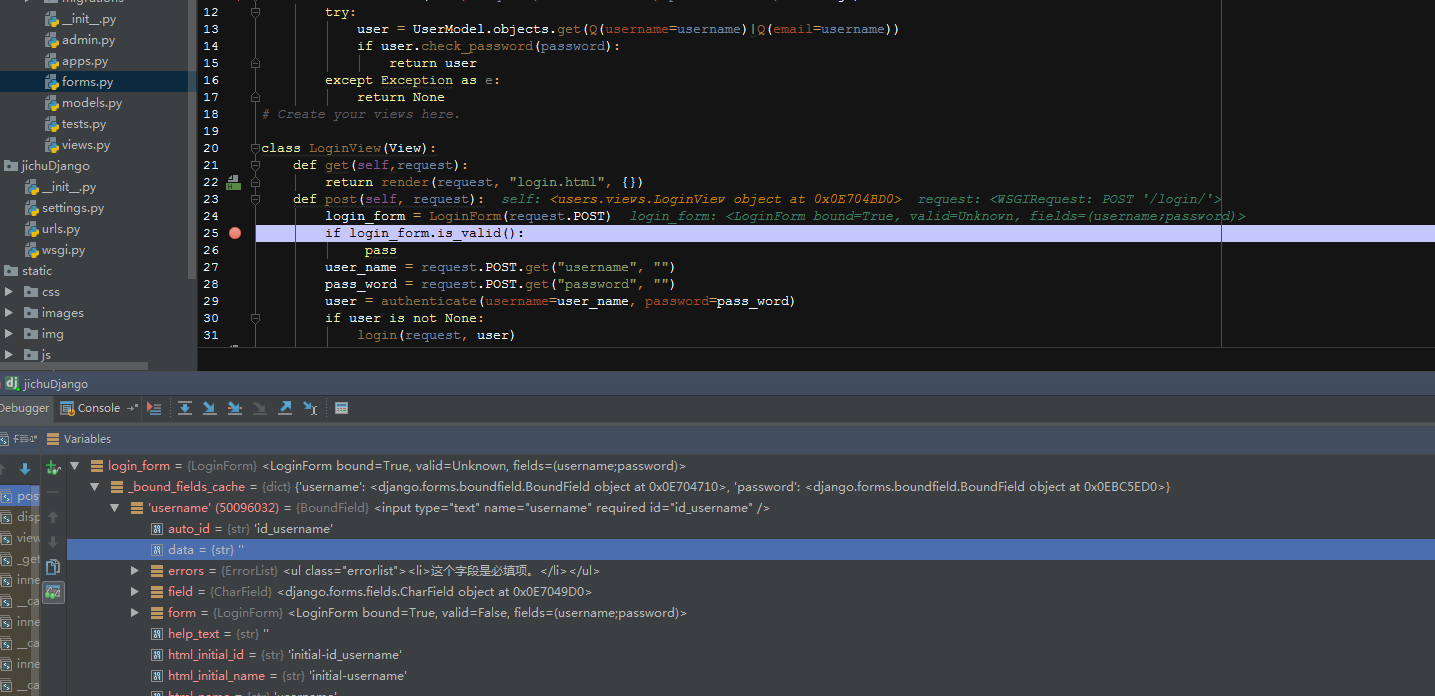 migrations
__init__.py
admin.py
apps.py
forms.py
models.py
tests.py
views.py
jichuDjango
__init__.py
settings.py
urls.py
wsgi.py
static
css
images
img
js
12 try:
13 user = UserModel.objects.get(Q(username=username)|Q(email=username))
14 if user.check_password(password):
15 return user
16 except Exception as e:
17 return None
18 # Create your views here.
19
20 class LoginView(View):
21 def get(self,request):
22 return render(request, "login.html", {})
23 def post(self, request): self: <users.views.LoginView object at 0x0E704BD0> request: <WSGIRequest: POST '/login/'>
24 login_form = LoginForm(request.POST) login_form: <LoginForm bound=True, valid=Unknown, fields=(username;password)>
25 if login_form.is_valid():
26 pass
27 user_name = request.POST.get("username", "")
28 pass_word = request.POST.get("password", "")
29 user = authenticate(username=user_name, password=pass_word)
30 if user is not None:
31 login(request, user)
dj jichuDjango
Debugger Console
Variables
login_form = {LoginForm} <LoginForm bound=True, valid=Unknown, fields=(username;password)>
_bound_fields_cache = {dict} {'username': <django.forms.boundfield.BoundField object at 0x0E704710>, 'password': <django.forms.boundfield.BoundField object at 0x0EBC5ED0>}
'username' (50096032) = {BoundField} <input type="text" name="username" required id="id_username" />
auto_id = {str} 'id_username'
data = {str} ''
errors = {ErrorList} <ul class="errorlist"><li>这个字段是必填项。</li></ul>
field = {CharField} <django.forms.fields.CharField object at 0x0E7049D0>
form = {LoginForm} <LoginForm bound=True, valid=False, fields=(username;password)>
help_text = {str} ''
html_initial_id = {str} 'initial-id_username'
html_initial_name = {str} 'initial-username'
html_name = {str} 'username'
pos
disp
view
_get
inne
__ca
inne
__ca
inne
__ca